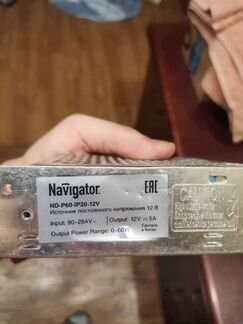 Navigator
EAC
ND-P60-IP20-12V
Источник постоянного напряжения 12 В
Input: 90-264V~ Output: 12V⎓5A
Output Power Range: 0-60W
Сделано
в Китае
CAUTION